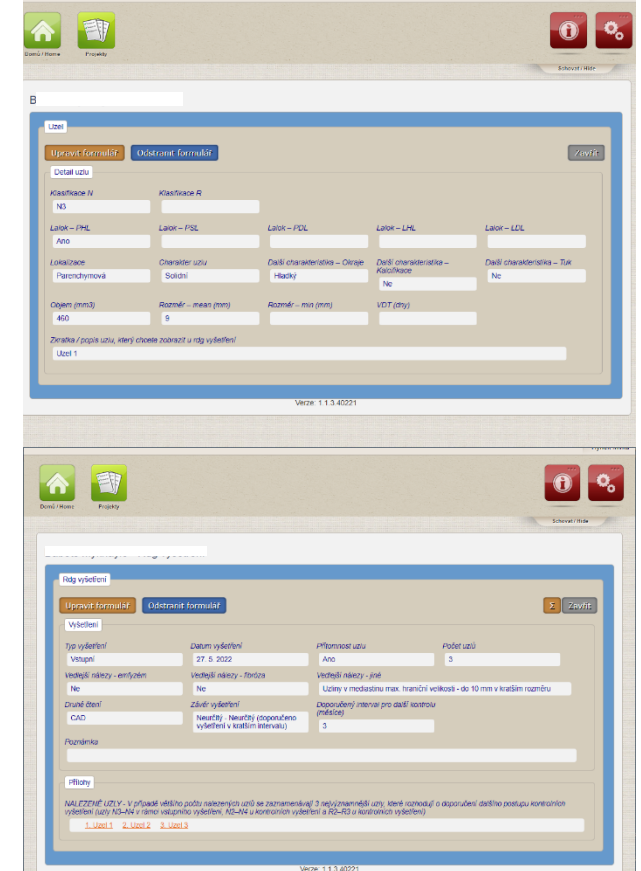 Domů / Home Projekty
Schovat / Hide
B
Uzel
Upravit formulář Odstranit formulář Zavřít
Detail uzlu
Klasifikace N Klasifikace R
N3
Lalok – PHL Lalok – PSL Lalok – PDL Lalok – LHL Lalok – LDL
Ano
Lokalizace Charakter uzlu Další charakteristika – Okraje Další charakteristika – Kalcifikace Další charakteristika – Tuk
Parenchymová Solidní Hladký Ne Ne
Objem (mm3) Rozměr – mean (mm) Rozměr – min (mm) VDT (dny)
460 9
Zkratka / popis uzlu, který chcete zobrazit u rdg vyšetření
Uzel 1
Verze: 1.1.3.40221
Domů / Home Projekty
Schovat / Hide
Rdg vyšetření
Upravit formulář Odstranit formulář Σ Zavřít
Vyšetření
Typ vyšetření Datum vyšetření Přítomnost uzlu Počet uzlů
Vstupní 27. 5. 2022 Ano 3
Vedlejší nálezy - emfyzém Vedlejší nálezy - fibróza Vedlejší nálezy - jiné
Ne Ne Uzliny v mediastinu max. hraniční velikosti - do 10 mm v kratším rozměru
Druhé čtení Závěr vyšetření Doporučený interval pro další kontrolu
(měsíce)
CAD Neurčitý - Neurčitý (doporučeno
vyšetření v kratším intervalu) 3
Poznámka
Přílohy
NALEZENÉ UZLY - V případě většího počtu nalezených uzlů se zaznamenávají 3 nejvýznamnější uzly, které rozhodují o doporučení dalšího postupu kontrolních
vyšetření (uzly N3–N4 v rámci vstupního vyšetření, N2–N4 u kontrolních vyšetření a R2–R3 u kontrolních vyšetření)
1. Uzel 1 2. Uzel 2 3. Uzel 3
Verze: 1.1.3.40221